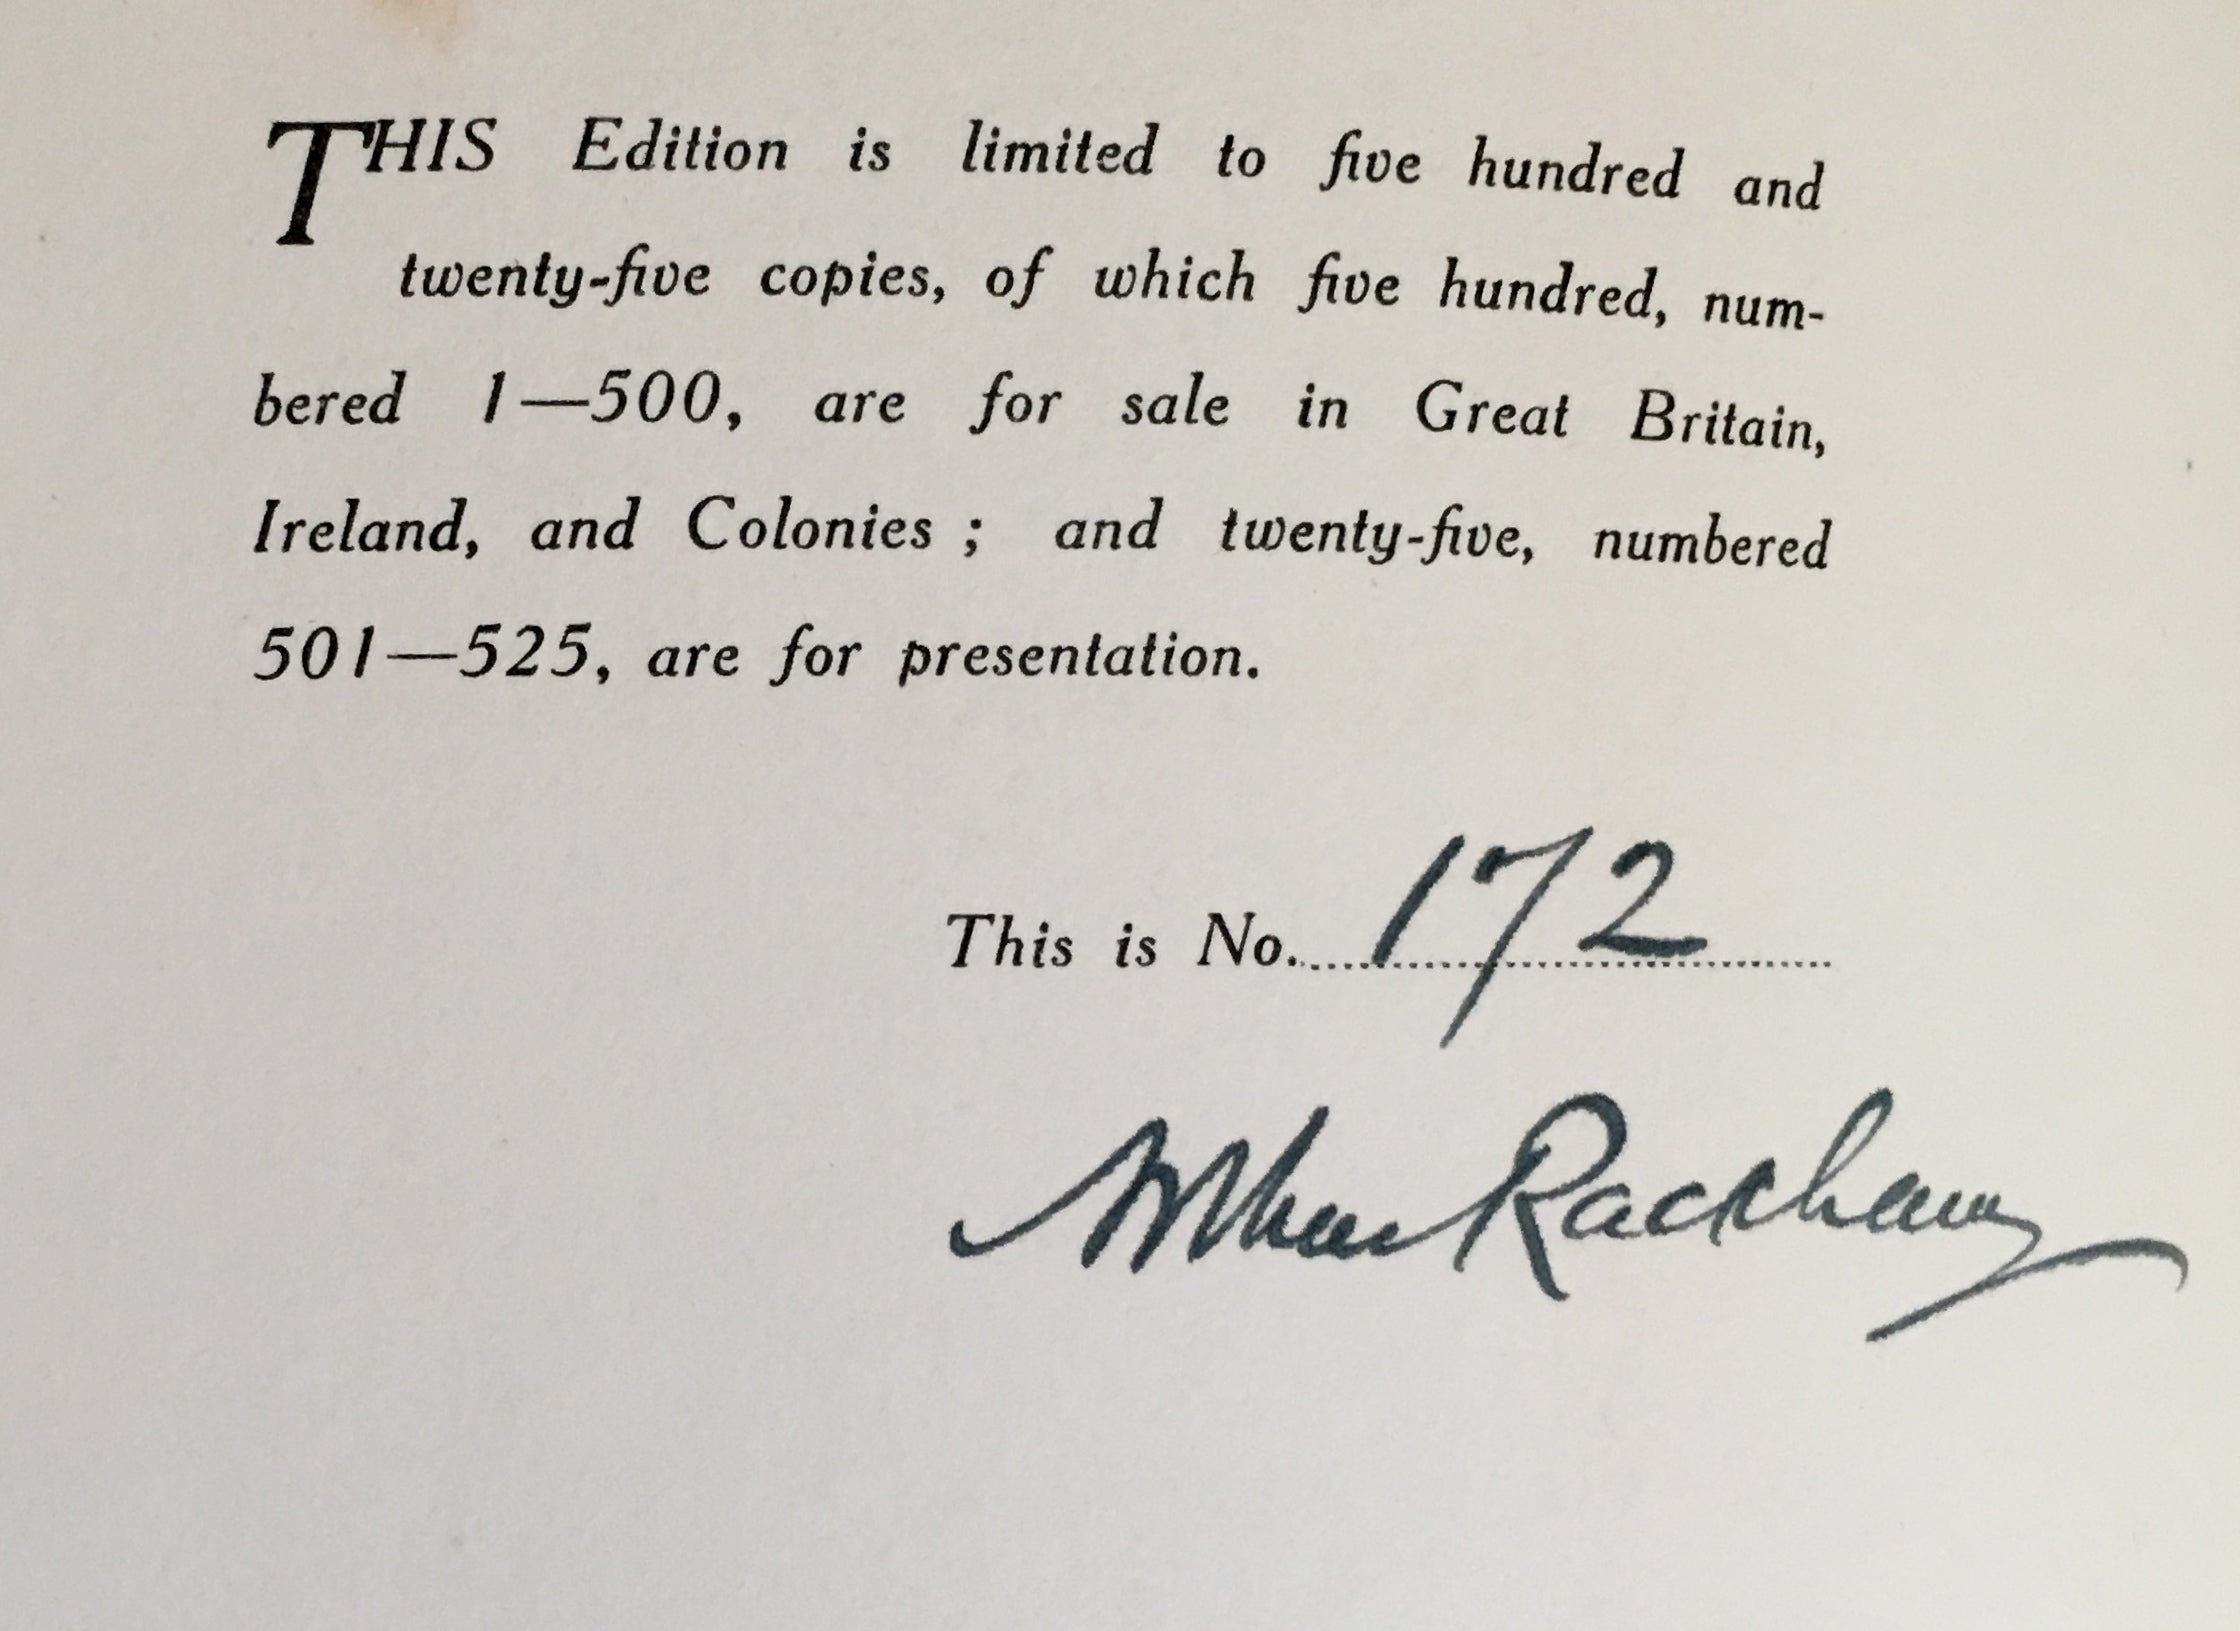 THIS Edition is limited to five hundred and
twenty-five copies, of which five hundred, num-
bered 1—500, are for sale in Great Britain,
Ireland, and Colonies ; and twenty-five, numbered
501—525, are for presentation.
This is No. 172
Arthur Rackham